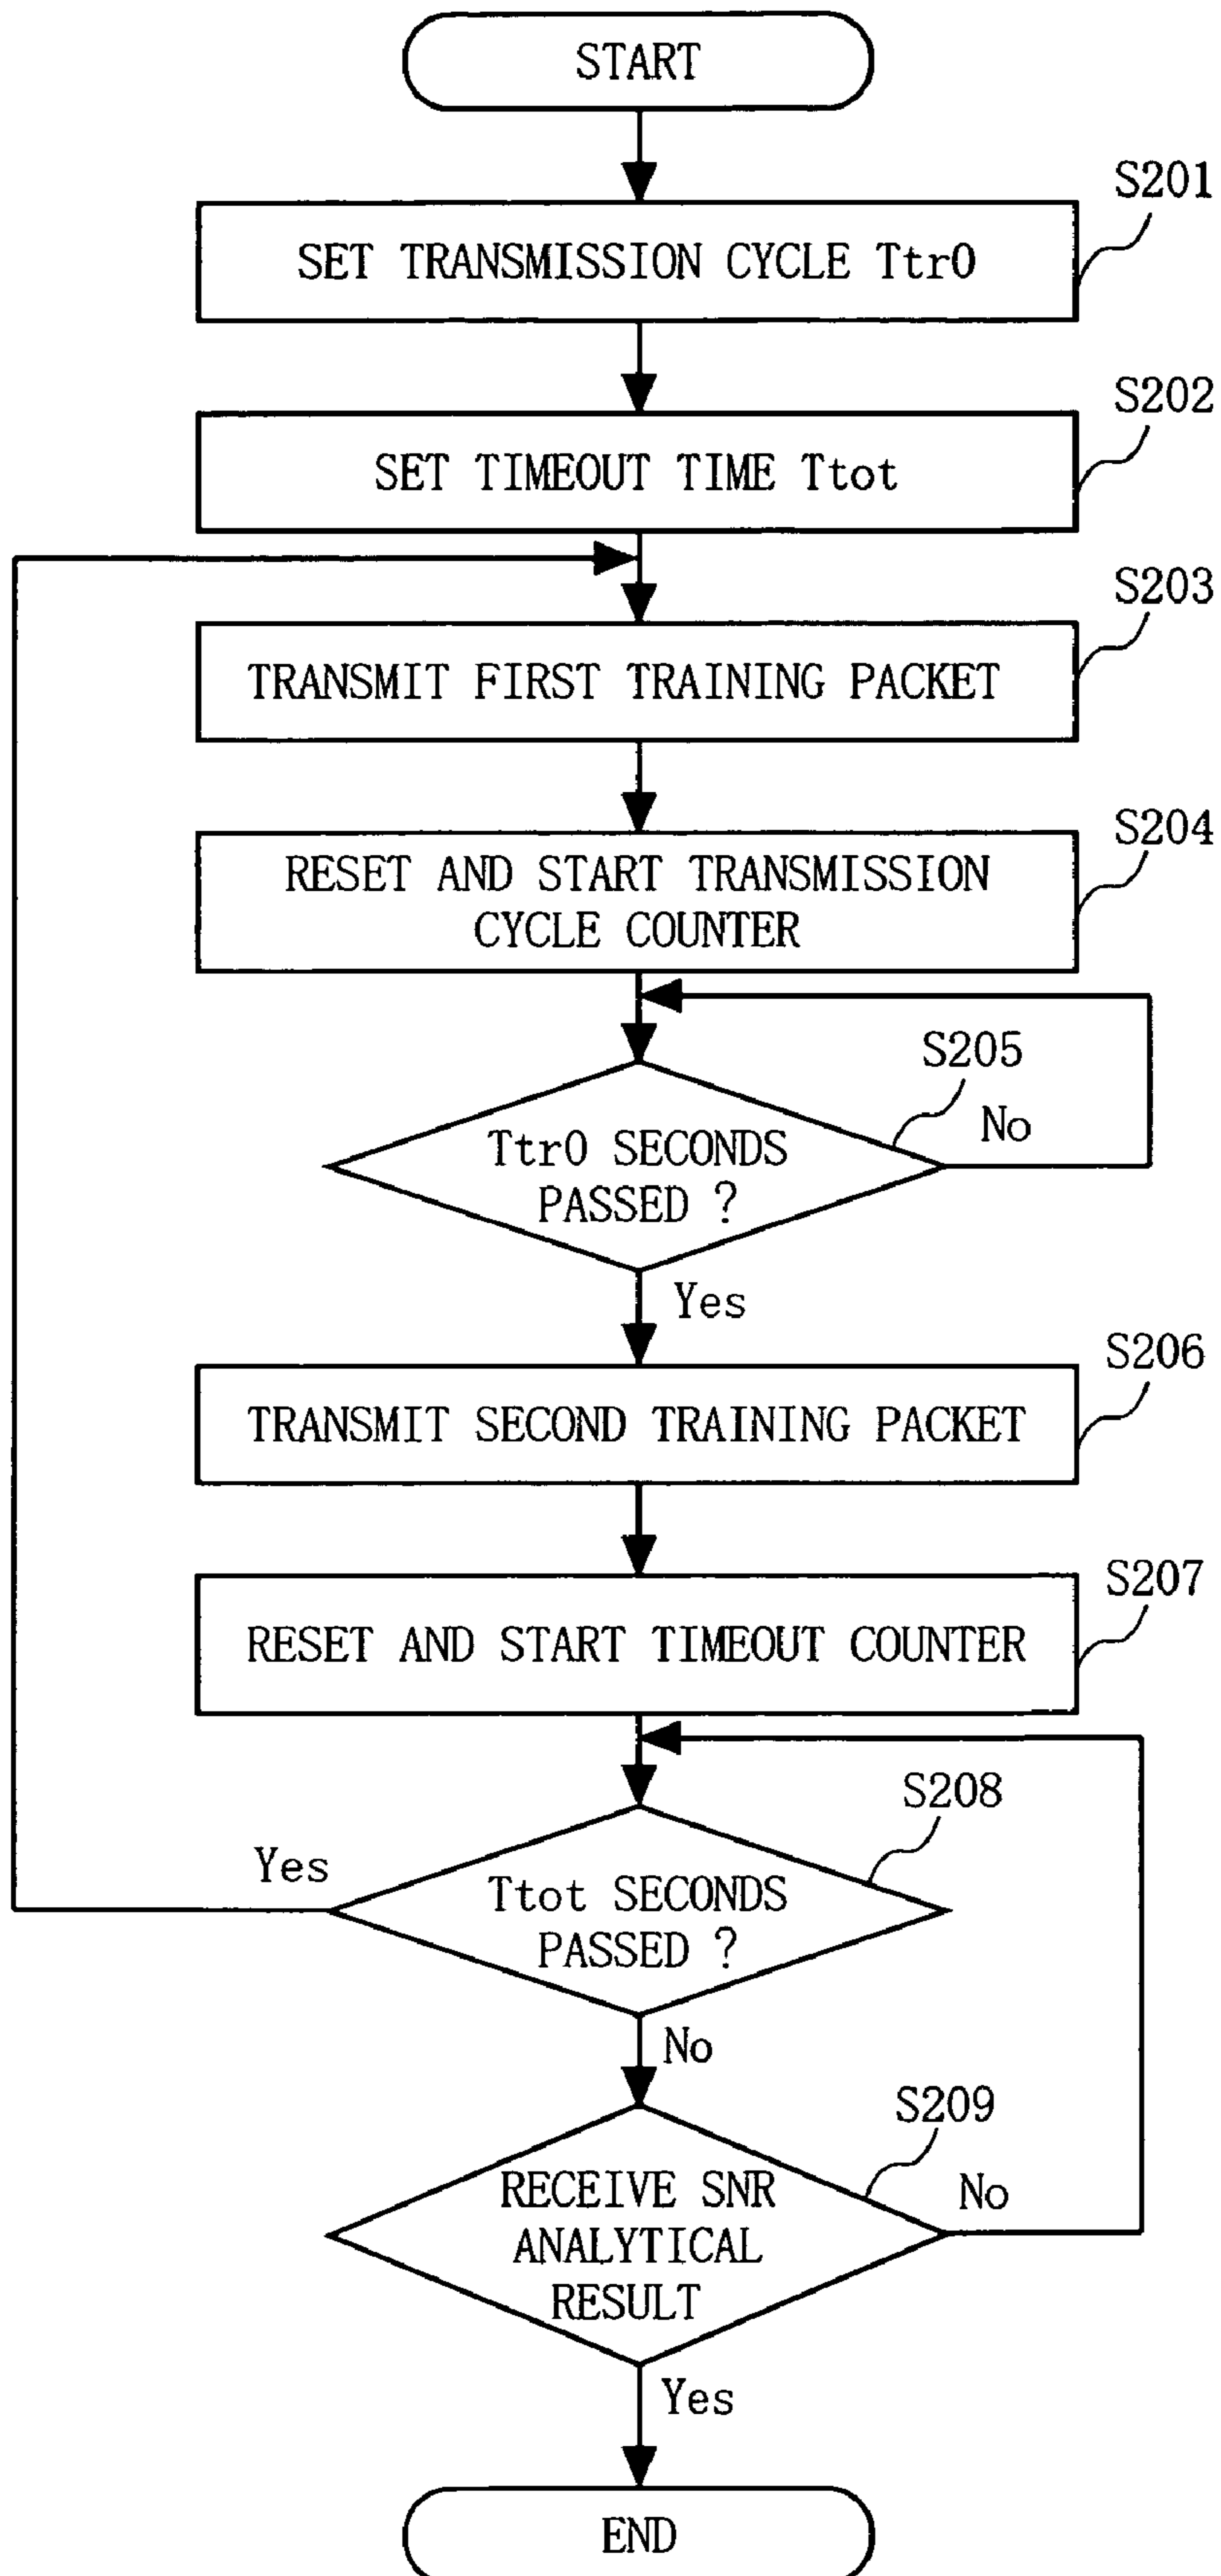 START
S201
SET TRANSMISSION CYCLE Ttr0
S202
SET TIMEOUT TIME Ttot
S203
TRANSMIT FIRST TRAINING PACKET
S204
RESET AND START TRANSMISSION
CYCLE COUNTER
S205
No
Ttr0 SECONDS
PASSED ?
Yes
S206
TRANSMIT SECOND TRAINING PACKET
S207
RESET AND START TIMEOUT COUNTER
S208
Yes
Ttot SECONDS
PASSED ?
No
S209
No
RECEIVE SNR
ANALYTICAL
RESULT
Yes
END